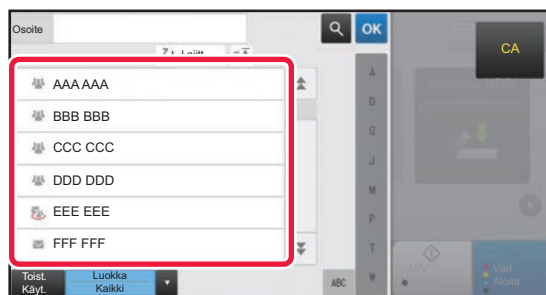 Osoite
OK
CA
AAA AAA
BBB BBB
CCC CCC
DDD DDD
EEE EEE
FFF FFF
A
D
G
J
M
P
T
W
ABC
Toist.
Käyt.
Luokka
Kaikki
Väri
Aloita